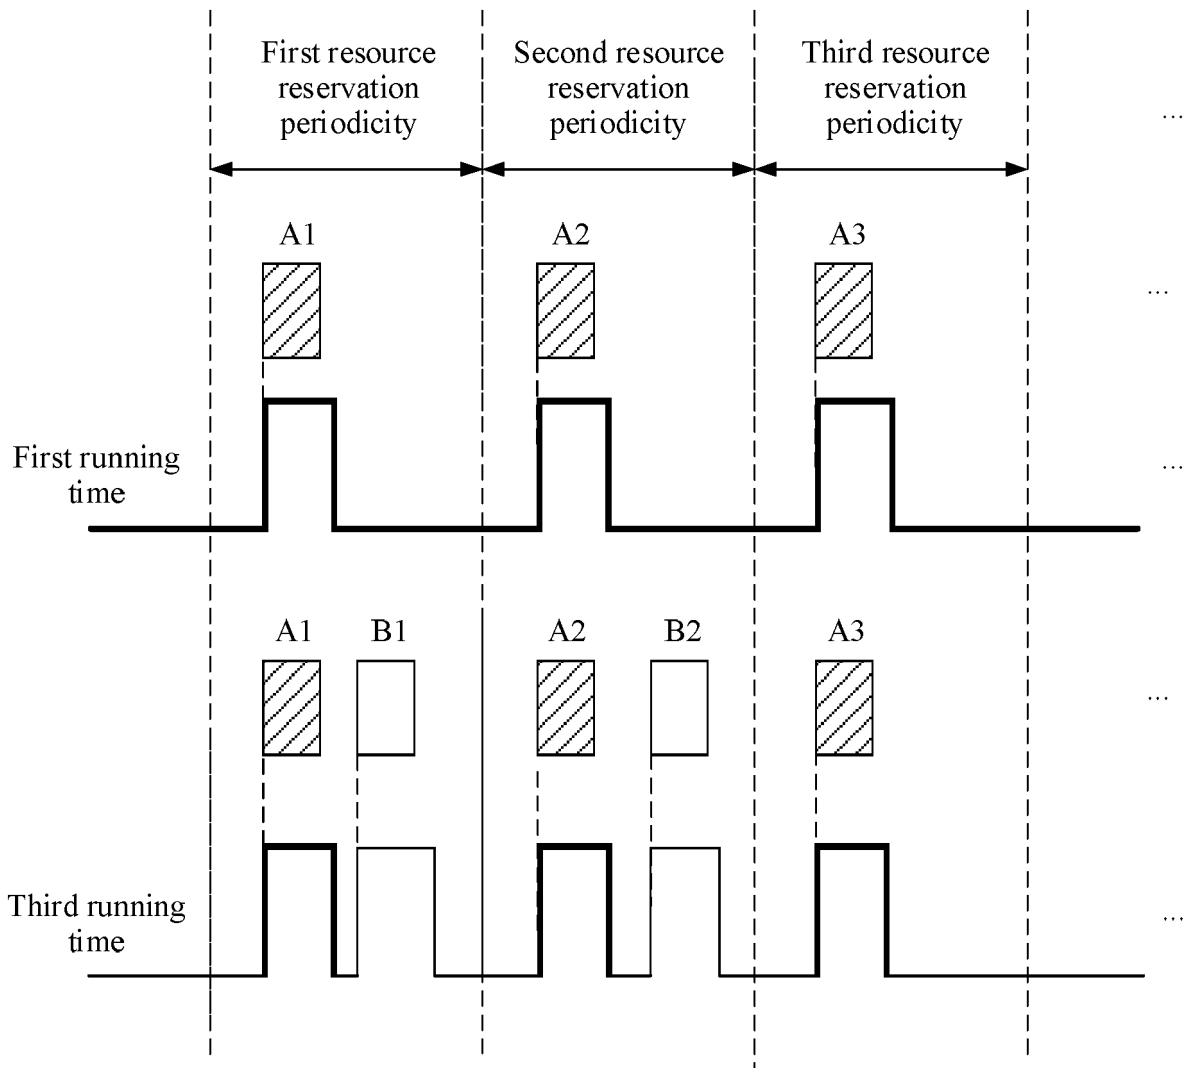 First resource
reservation
periodicity
Second resource
reservation
periodicity
Third resource
reservation
periodicity
...
A1
A2
A3
...
First running
time
...
A1
B1
A2
B2
A3
...
Third running
time
...